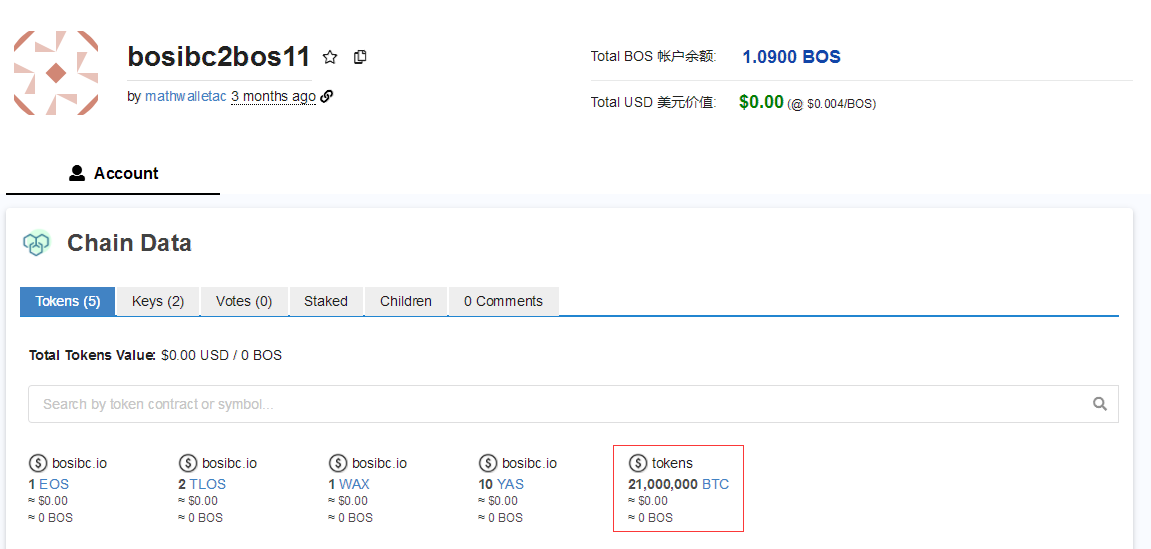 bosibc2bos11
by mathwalletac 3 months ago
Total BOS 帐户余额: 1.0900 BOS
Total USD 美元价值: $0.00 (@ $0.004/BOS)
Account
Chain Data
Tokens (5) Keys (2) Votes (0) Staked Children 0 Comments
Total Tokens Value: $0.00 USD / 0 BOS
Search by token contract or symbol...
bosibc.io
1 EOS
≈ $0.00
≈ 0 BOS
bosibc.io
2 TLOS
≈ $0.00
≈ 0 BOS
bosibc.io
1 WAX
≈ $0.00
≈ 0 BOS
bosibc.io
10 YAS
≈ $0.00
≈ 0 BOS
tokens
21,000,000 BTC
≈ $0.00
≈ 0 BOS